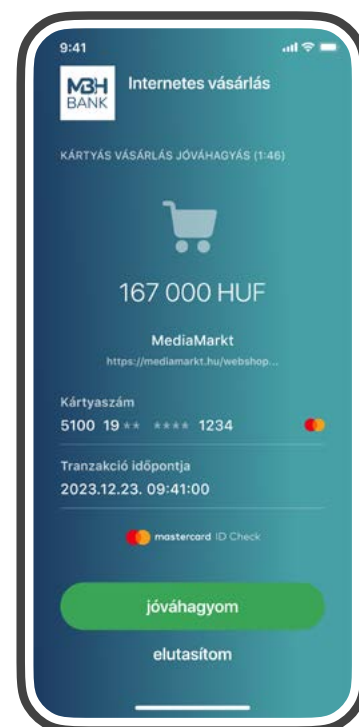 9:41
MBH
BANK
Internetes vásárlás
KÁRTYÁS VÁSÁRLÁS JÓVÁHAGYÁS (1:46)
167 000 HUF
MediaMarkt
https://mediamarkt.hu/webshop...
Kártyaszám
5100 19** **** 1234
Tranzakció időpontja
2023.12.23. 09:41:00
mastercard ID Check
jóváhagyom
elutasítom